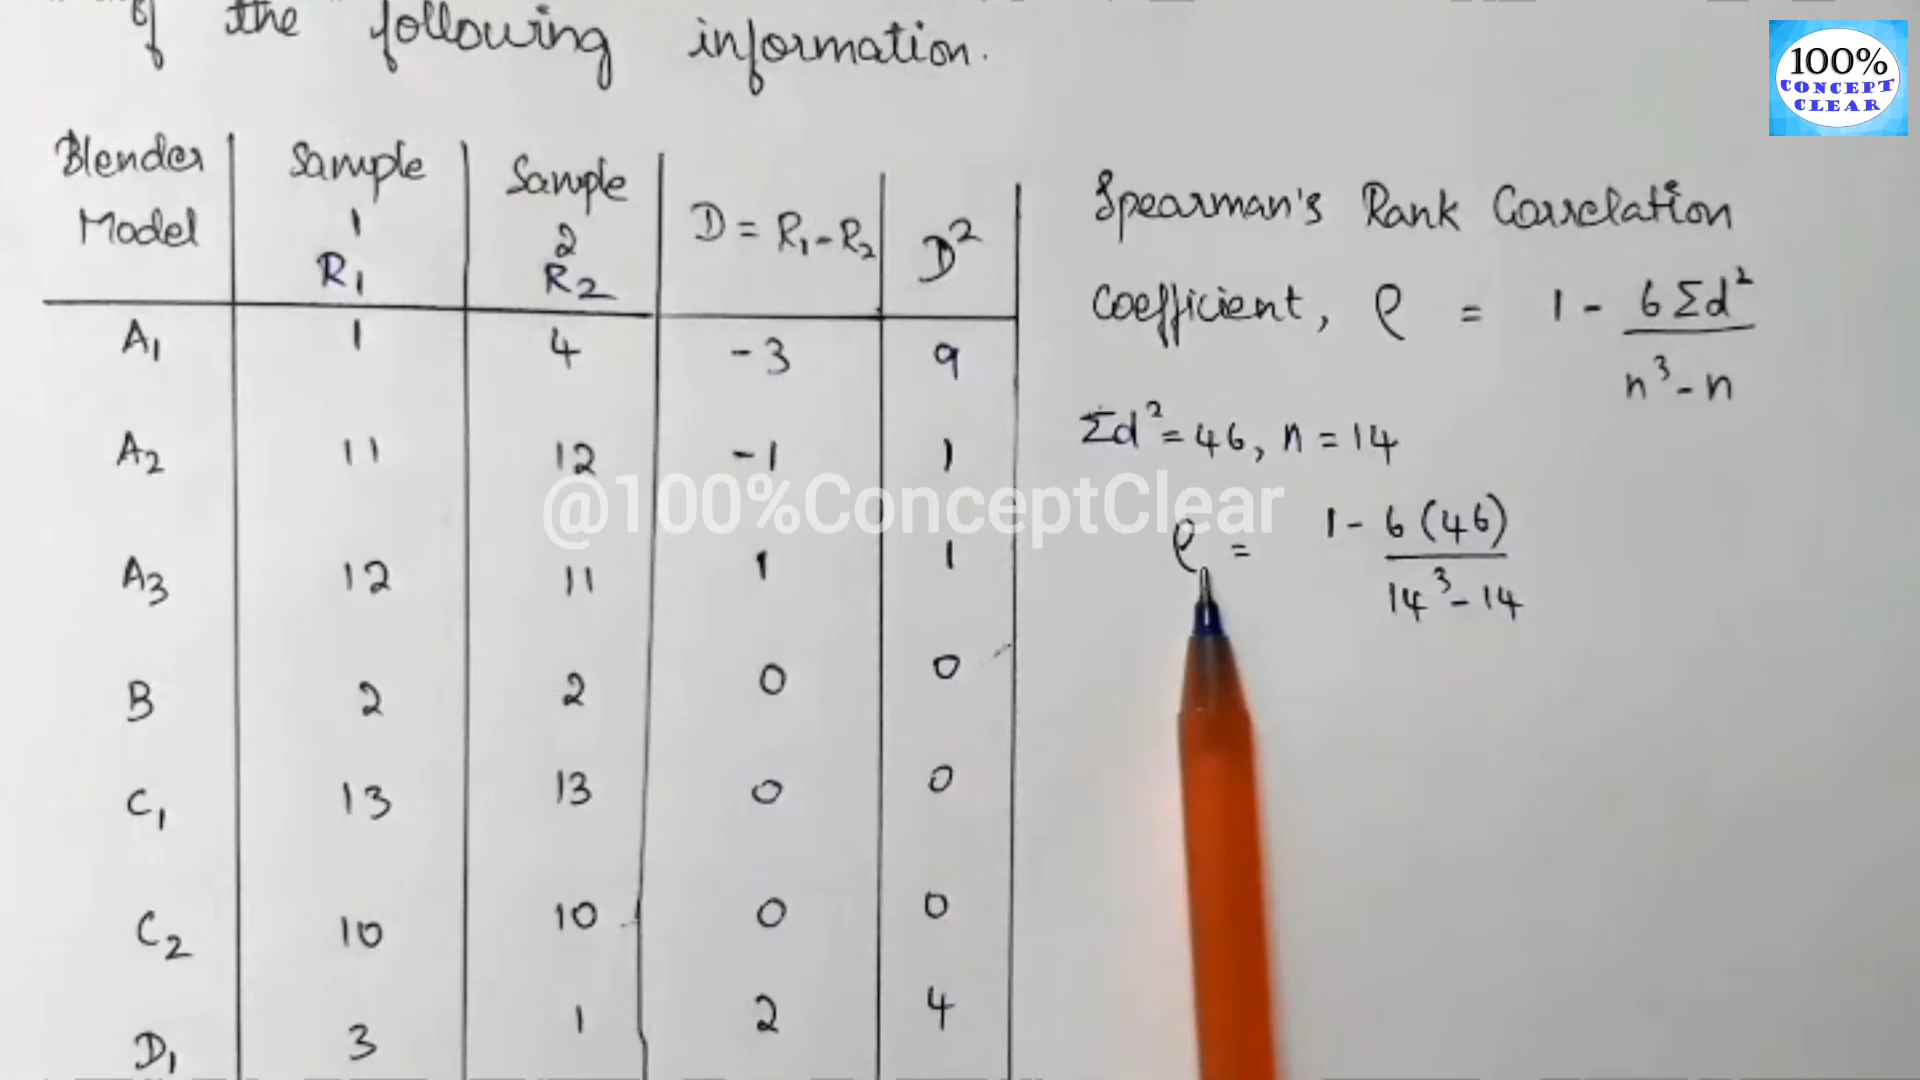 of the following information.
100%
CONCEPT
CLEAR
Blender Model | Sample 1 R₁ | Sample 2 R₂ | D = R₁ - R₂ | D²
A₁ | 1 | 4 | -3 | 9
A₂ | 11 | 12 | -1 | 1
A₃ | 12 | 11 | 1 | 1
B | 2 | 2 | 0 | 0
C₁ | 13 | 13 | 0 | 0
C₂ | 10 | 10 | 0 | 0
D₁ | 3 | 1 | 2 | 4
Spearman's Rank Correlation
coefficient, ρ = 1 - 6Σd² / n³ - n
Σd² = 46, n = 14
ρ = 1 - 6(46) / 14³ - 14
@100%ConceptClear